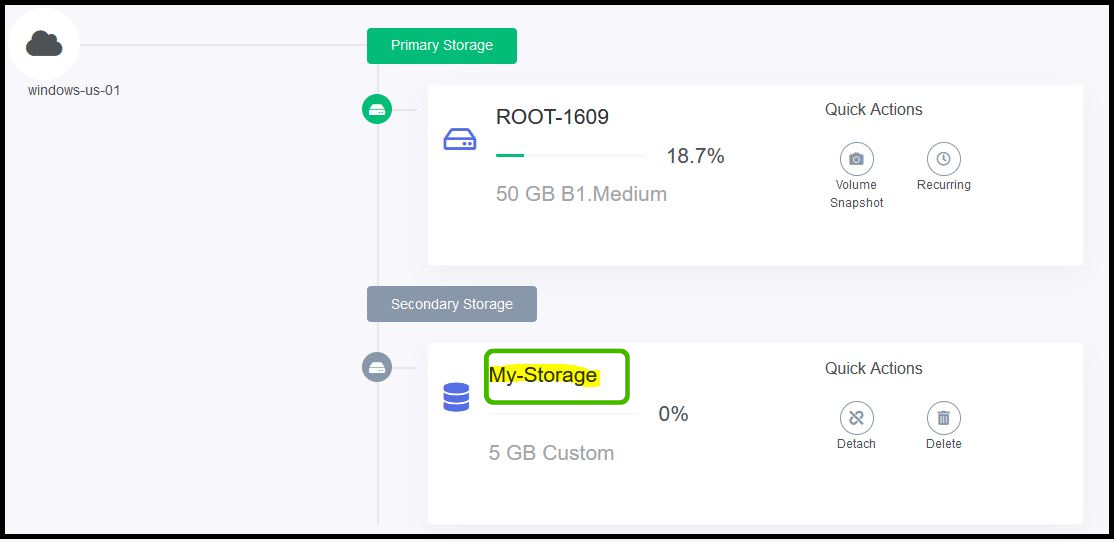 Primary Storage
windows-us-01
ROOT-1609
18.7%
50 GB B1.Medium
Quick Actions
Volume
Snapshot
Recurring
Secondary Storage
My-Storage
0%
5 GB Custom
Quick Actions
Detach
Delete